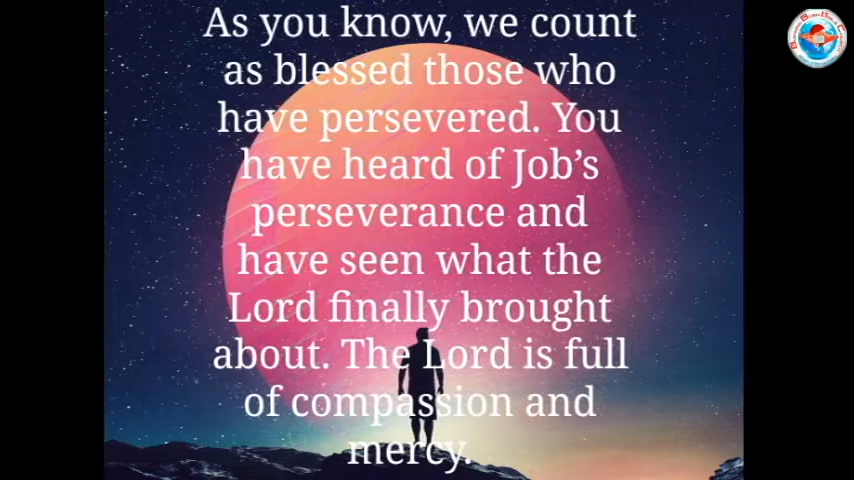 As you know, we count
as blessed those who
have persevered. You
have heard of Job’s
perseverance and
have seen what the
Lord finally brought
about. The Lord is full
of compassion and
mercy.